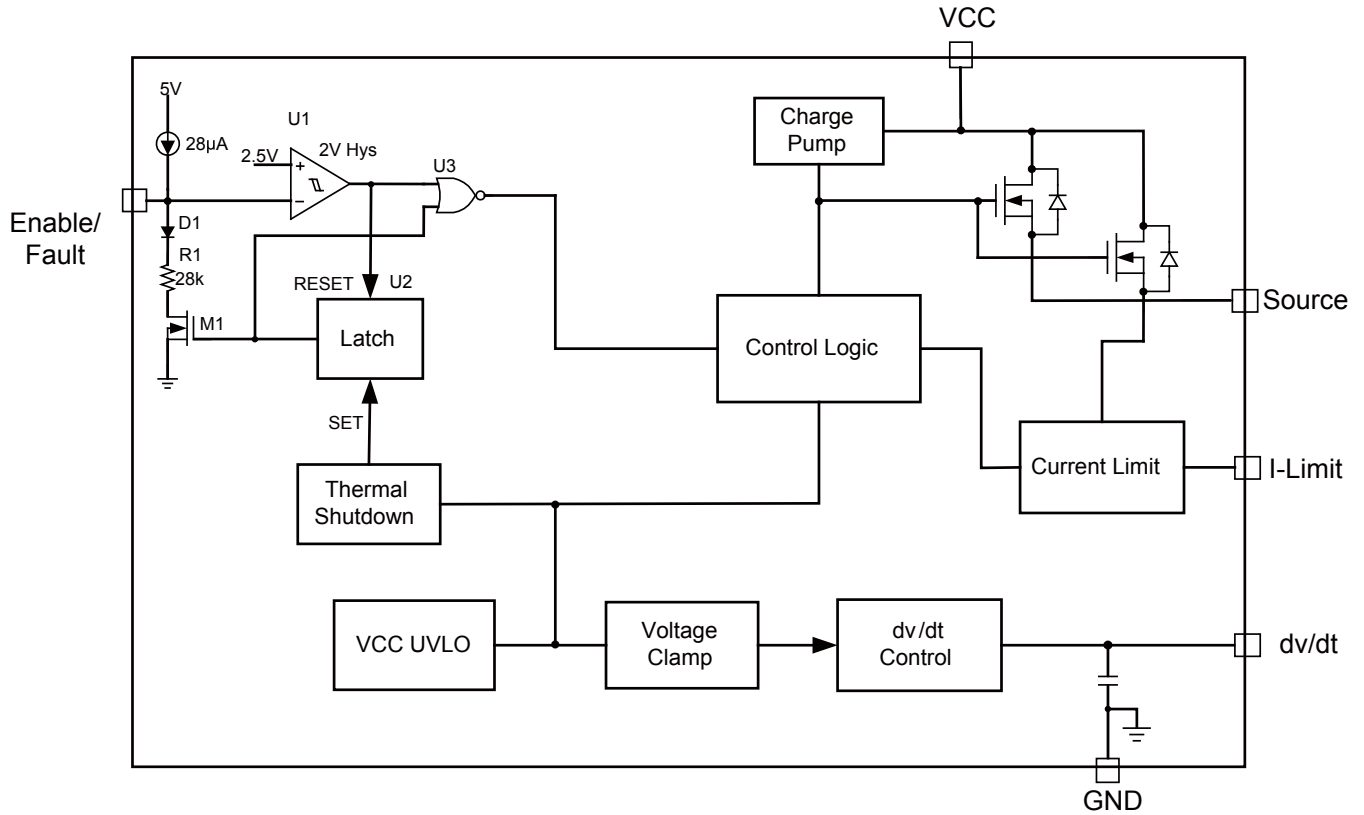 VCC
5V
28µA
U1
2.5V
2V Hys
+
−
U3
Charge
Pump
Enable/
Fault
D1
R1
28k
M1
RESET
U2
Latch
SET
Control Logic
Source
Thermal
Shutdown
Current Limit
I-Limit
VCC UVLO
Voltage
Clamp
dv/dt
Control
dv/dt
GND